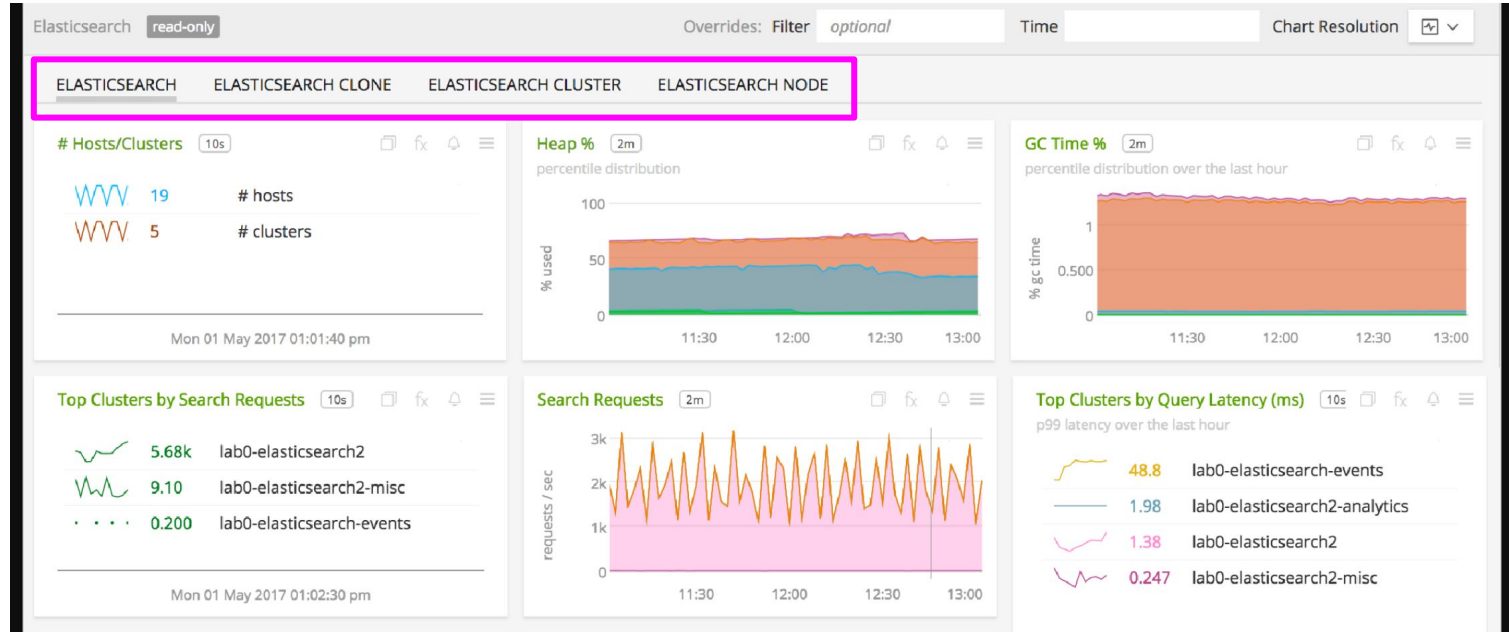 Elasticsearch read-only Overrides: Filter optional Time Chart Resolution
ELASTICSEARCH ELASTICSEARCH CLONE ELASTICSEARCH CLUSTER ELASTICSEARCH NODE
# Hosts/Clusters 10s fx
19 # hosts
5 # clusters
Mon 01 May 2017 01:01:40 pm
Heap % 2m fx
percentile distribution
% used
100
50
0
11:30 12:00 12:30 13:00
GC Time % 2m fx
percentile distribution over the last hour
% gc time
1
0.500
0
11:30 12:00 12:30 13:00
Top Clusters by Search Requests 10s fx
5.68k lab0-elasticsearch2
9.10 lab0-elasticsearch2-misc
0.200 lab0-elasticsearch-events
Mon 01 May 2017 01:02:30 pm
Search Requests 2m fx
requests / sec
3k
2k
1k
0
11:30 12:00 12:30 13:00
Top Clusters by Query Latency (ms) 10s fx
p99 latency over the last hour
48.8 lab0-elasticsearch-events
1.98 lab0-elasticsearch2-analytics
1.38 lab0-elasticsearch2
0.247 lab0-elasticsearch2-misc